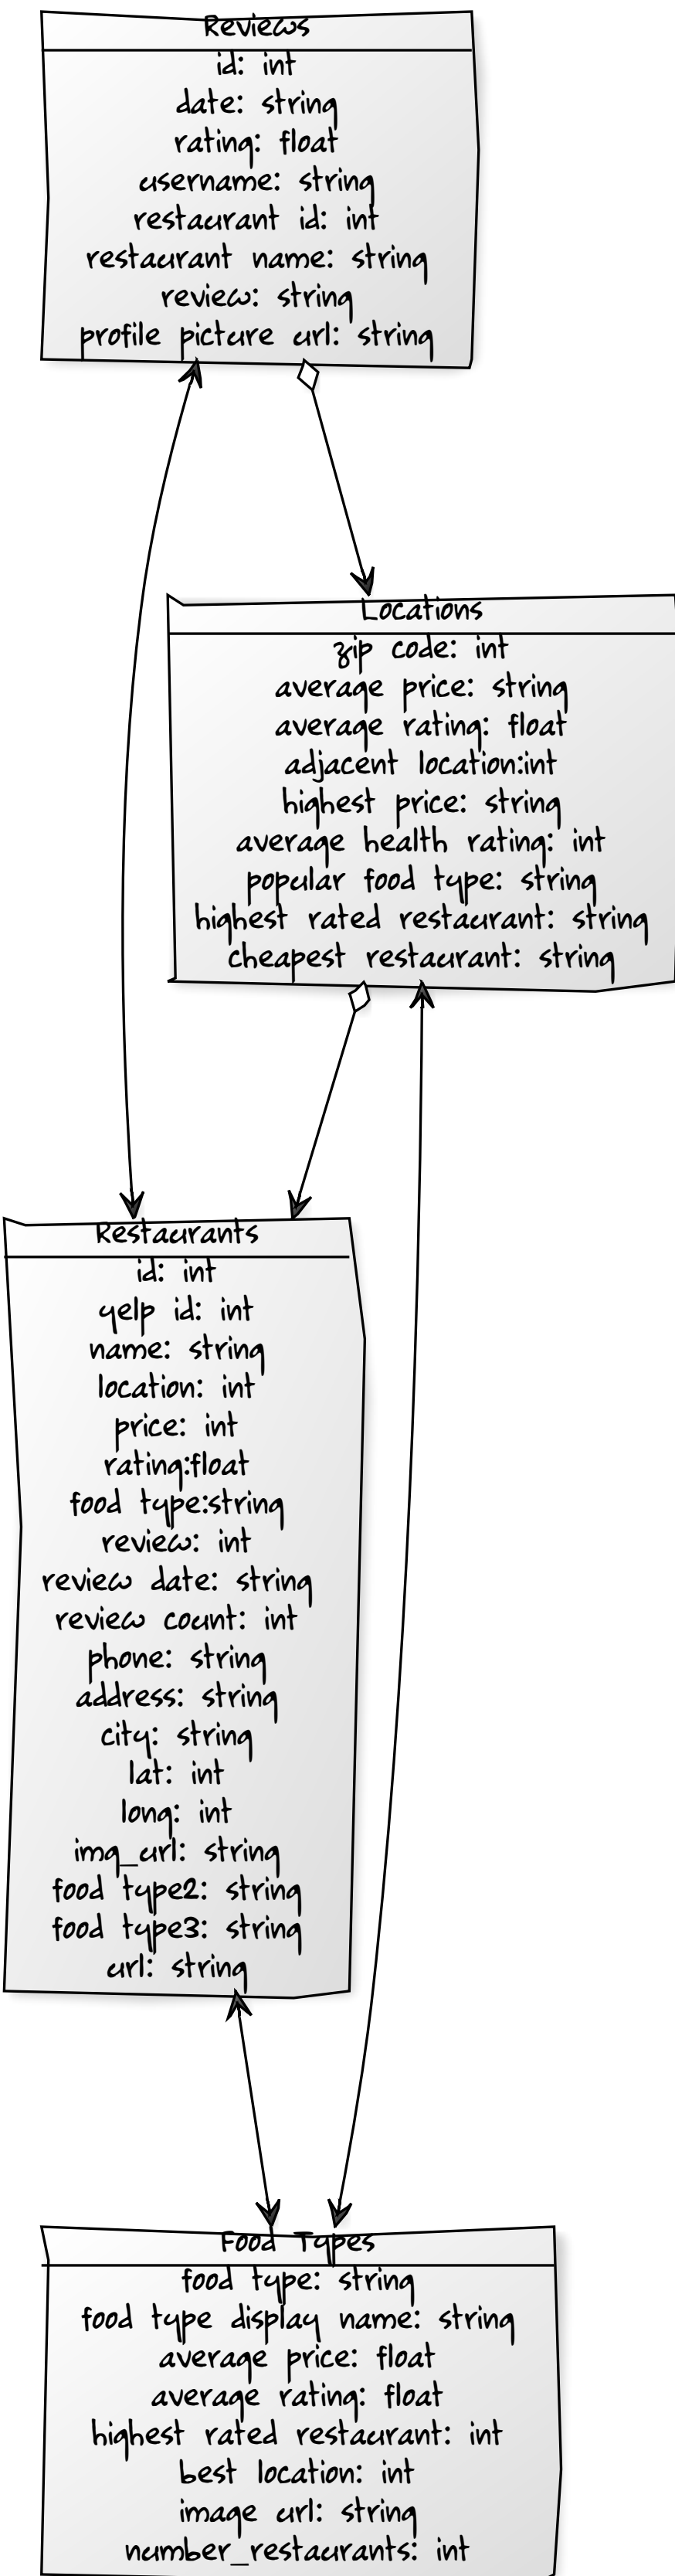 Reviews
id: int
date: string
rating: float
username: string
restaurant id: int
restaurant name: string
review: string
profile picture url: string
Locations
zip code: int
average price: string
average rating: float
adjacent location:int
highest price: string
average health rating: int
popular food type: string
highest rated restaurant: string
cheapest restaurant: string
Restaurants
id: int
yelp id: int
name: string
location: int
price: int
rating:float
food type:string
review: int
review date: string
review count: int
phone: string
address: string
city: string
lat: int
long: int
img_url: string
food type2: string
food type3: string
url: string
Food Types
food type: string
food type display name: string
average price: float
average rating: float
highest rated restaurant: int
best location: int
image url: string
number_restaurants: int